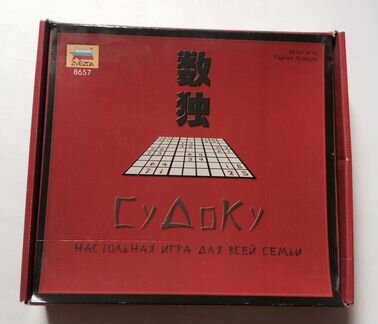 ZVEZDA
8657
数
独
СуДоКу
НАСТОЛЬНАЯ ИГРА ДЛЯ ВСЕЙ СЕМЬИ